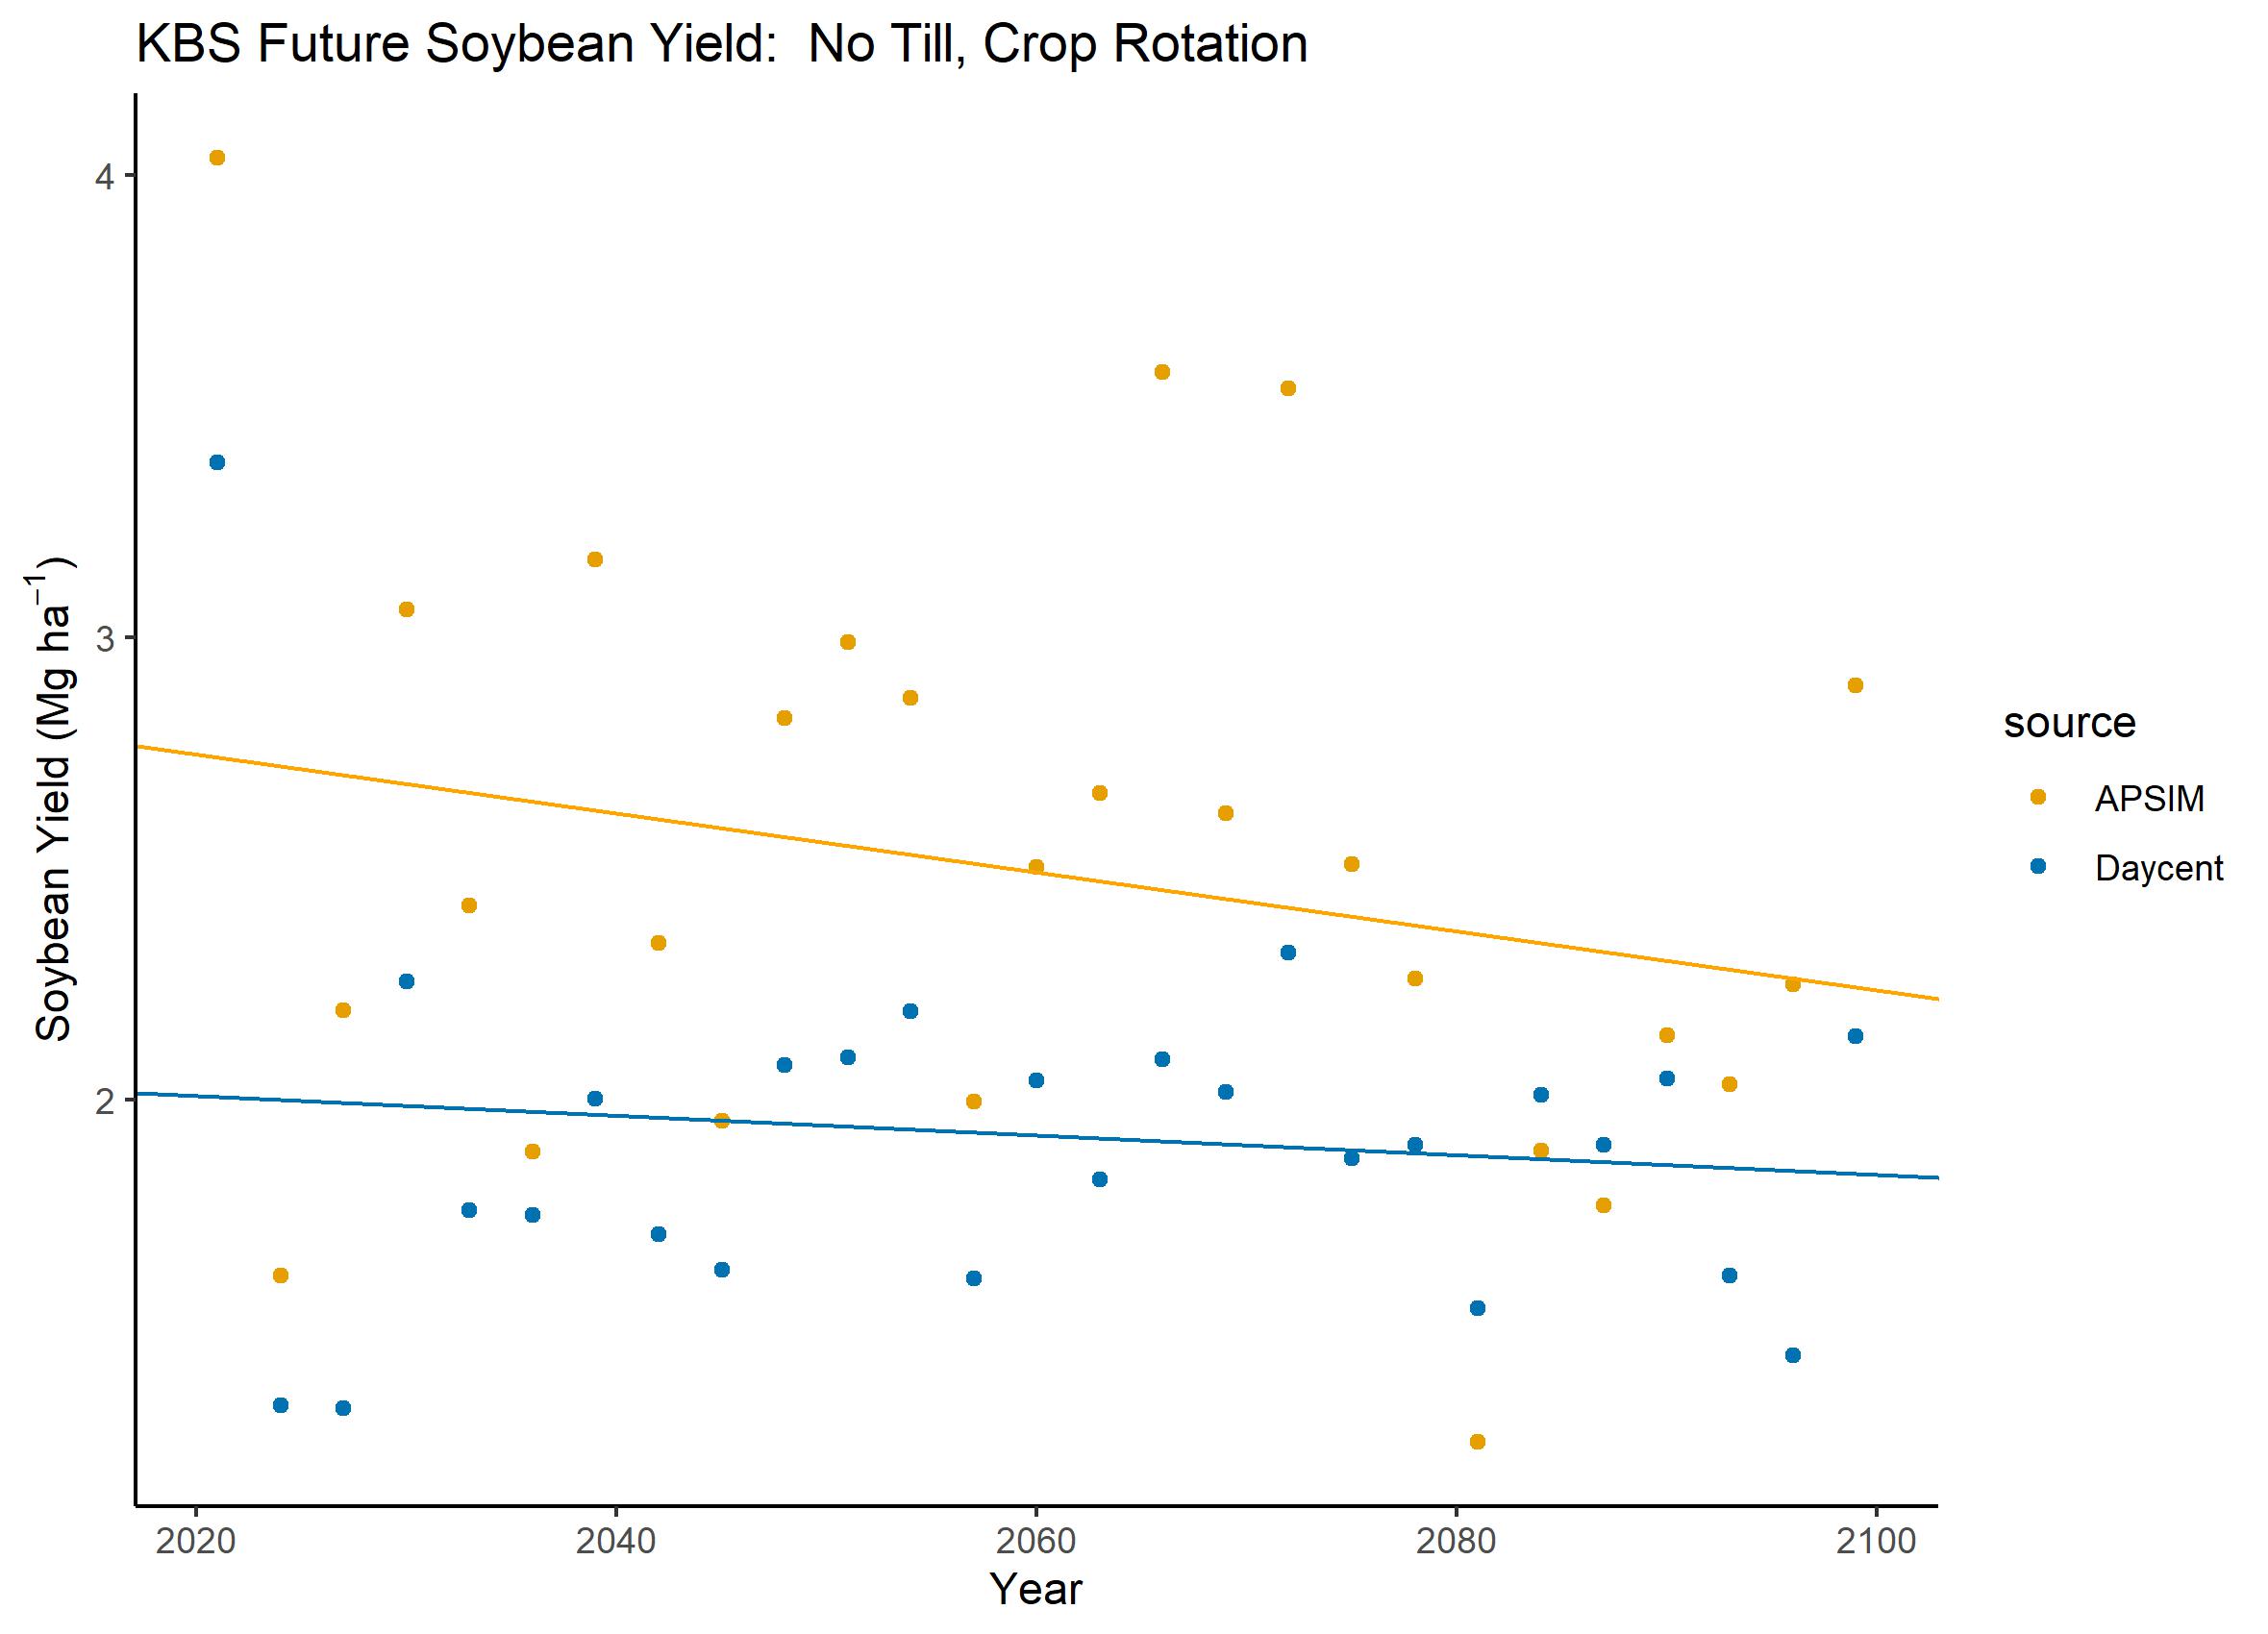 KBS Future Soybean Yield:  No Till, Crop Rotation
Soybean Yield (Mg ha⁻¹)
4
3
2
2020 2040 2060 2080 2100
Year
source
APSIM
Daycent